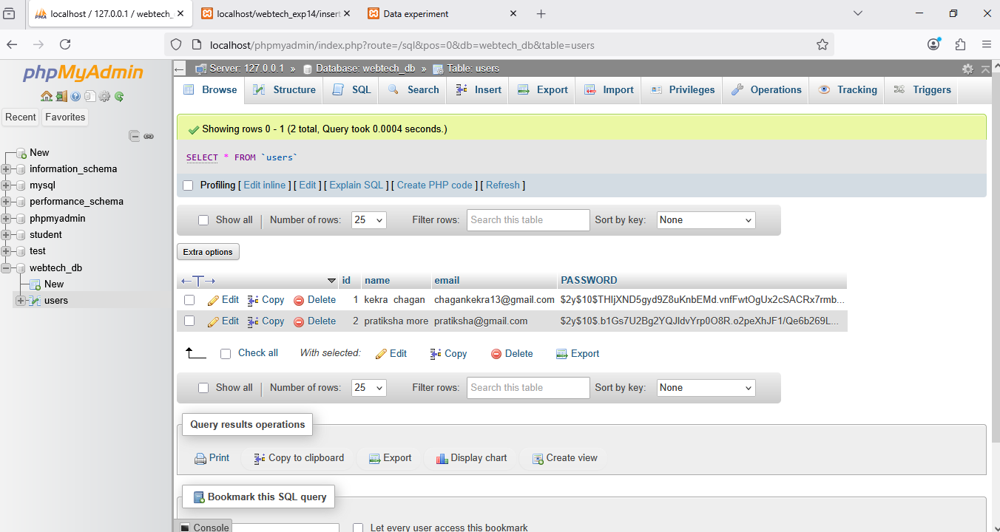 localhost / 127.0.0.1 / webtech_
localhost/webtech_exp14/insert
Data experiment
localhost/phpmyadmin/index.php?route=/sql&pos=0&db=webtech_db&table=users
phpMyAdmin
Recent Favorites
New
information_schema
mysql
performance_schema
phpmyadmin
student
test
webtech_db
New
users
Server: 127.0.0.1 » Database: webtech_db » Table: users
Browse Structure SQL Search Insert Export Import Privileges Operations Tracking Triggers
Showing rows 0 - 1 (2 total, Query took 0.0004 seconds.)
SELECT * FROM `users`
Profiling [ Edit inline ] [ Edit ] [ Explain SQL ] [ Create PHP code ] [ Refresh ]
Show all Number of rows: 25 Filter rows: Search this table Sort by key: None
Extra options
id name email PASSWORD
Edit Copy Delete 1 kekra chagan chagankekra13@gmail.com $2y$10$THIjXND5gyd9Z8uKnbEMd.vnfFwtOgUx2cSACRx7rmb...
Edit Copy Delete 2 pratiksha more pratiksha@gmail.com $2y$10$.b1Gs7U2Bg2YQJldvYrp0O8R.o2peXhJF1/Qe6b269L...
Check all With selected: Edit Copy Delete Export
Show all Number of rows: 25 Filter rows: Search this table Sort by key: None
Query results operations
Print Copy to clipboard Export Display chart Create view
Bookmark this SQL query
Console
Let every user access this bookmark